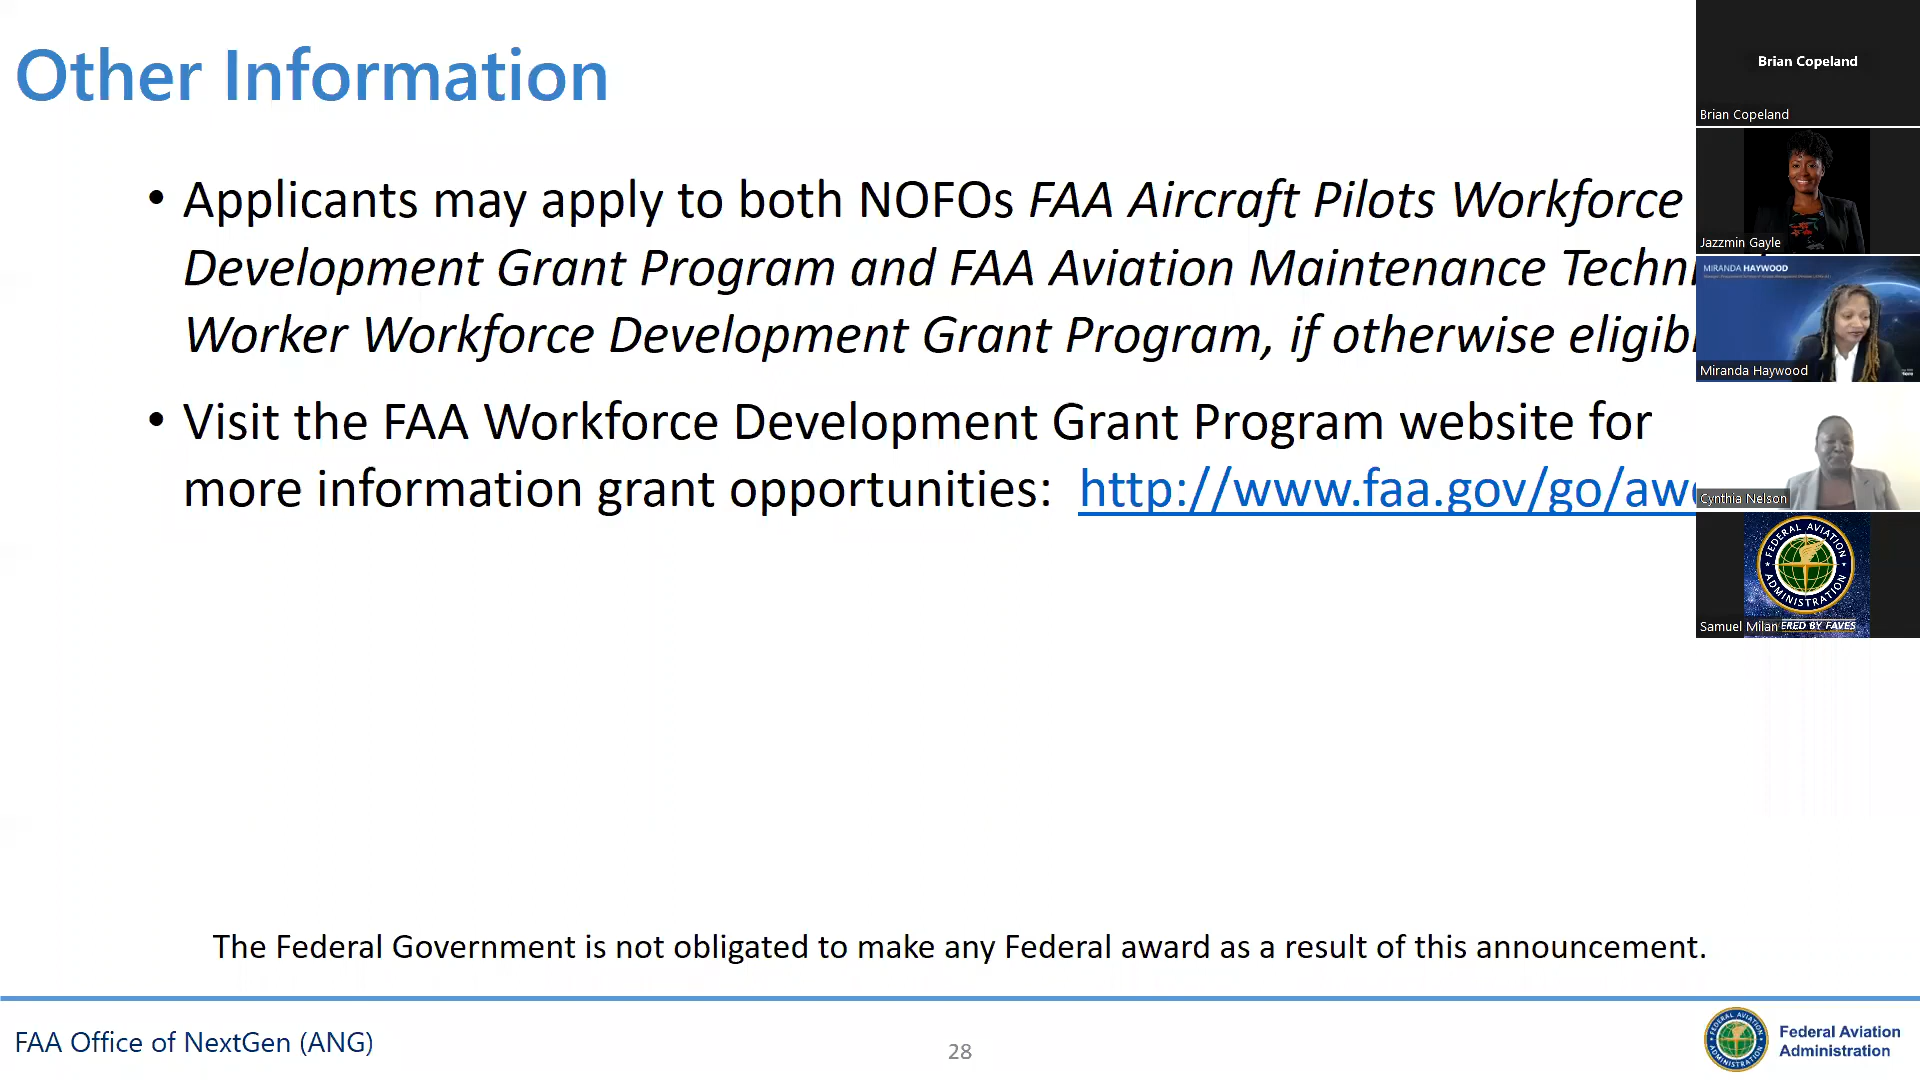 Other Information
• Applicants may apply to both NOFOs FAA Aircraft Pilots Workforce
Development Grant Program and FAA Aviation Maintenance
Worker Workforce Development Grant Program, if otherwise
• Visit the FAA Workforce Development Grant Program website for
more information grant opportunities: http://www.faa.gov/go/aw
The Federal Government is not obligated to make any Federal award as a result of this announcement.
FAA Office of NextGen (ANG)
28
Federal Aviation
Administration
Brian Copeland
Brian Copeland
Jazzmin Gayle
MIRANDA HAYWOOD
Miranda Haywood
Cynthia Nelson
FEDERAL AVIATION
ADMINISTRATION
Samuel Milan
BY FAVES